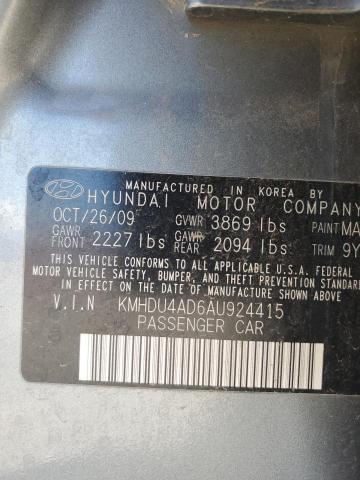 MANUFACTURED IN KOREA BY
HYUNDAI MOTOR COMPANY
OCT/26/09 GVWR 3869 lbs PAINT MA
GAWR FRONT 2227 lbs GAWR REAR 2094 lbs: TRIM 9Y
THIS VEHICLE CONFORMS TO ALL APPLICABLE U.S.A. FEDERAL
MOTOR VEHICLE SAFETY, BUMPER, AND THEFT PREVENTION STANDARDS
IN EFFECT ON THE DATE OF MANUFACTURE SHOWN ABOVE.
V.I.N KMHDU4AD6AU924415
PASSENGER CAR